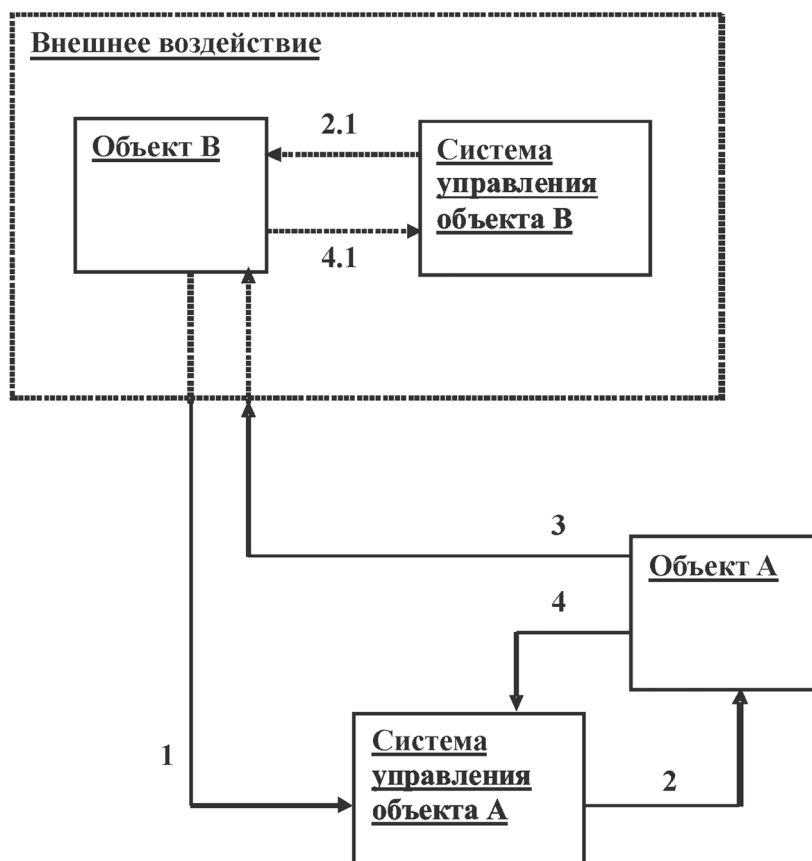 Внешнее воздействие
2.1
Объект В
Система
управления
объекта В
4.1
3
Объект А
4
Система
управления
объекта А
1
2